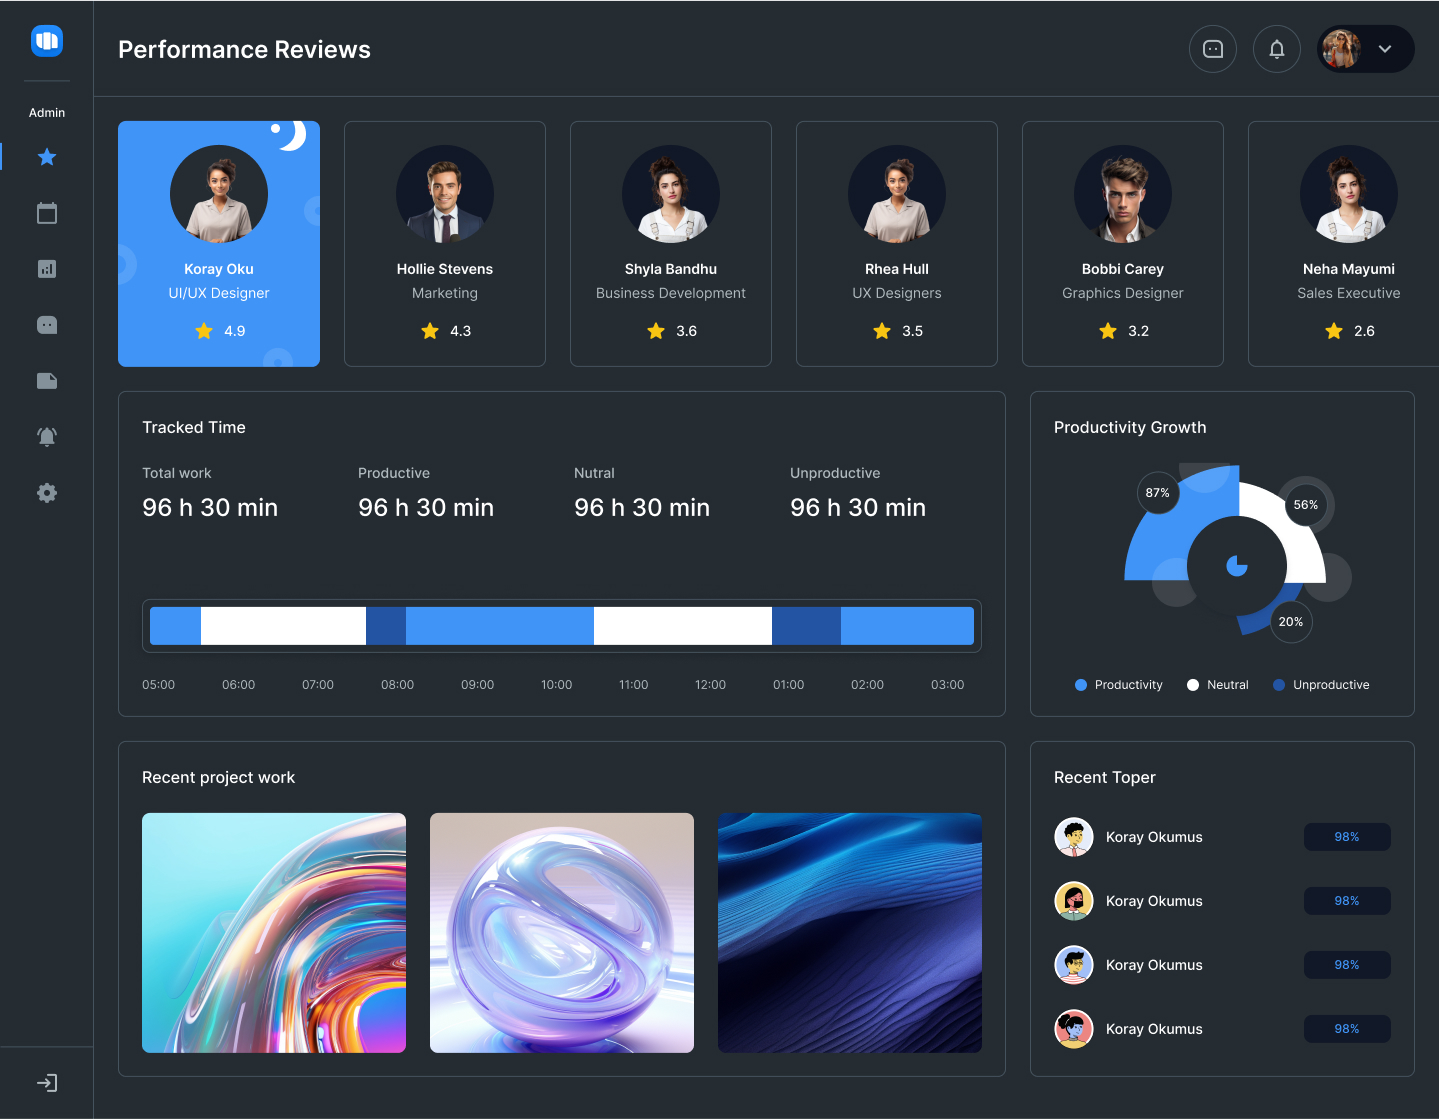 Performance Reviews
Admin
Koray Oku
UI/UX Designer
4.9
Hollie Stevens
Marketing
4.3
Shyla Bandhu
Business Development
3.6
Rhea Hull
UX Designers
3.5
Bobbi Carey
Graphics Designer
3.2
Neha Mayumi
Sales Executive
2.6
Tracked Time
Total work
96 h 30 min
Productive
96 h 30 min
Nutral
96 h 30 min
Unproductive
96 h 30 min
05:00 06:00 07:00 08:00 09:00 10:00 11:00 12:00 01:00 02:00 03:00
Productivity Growth
87%
56%
20%
Productivity Neutral Unproductive
Recent project work
Recent Toper
Koray Okumus 98%
Koray Okumus 98%
Koray Okumus 98%
Koray Okumus 98%